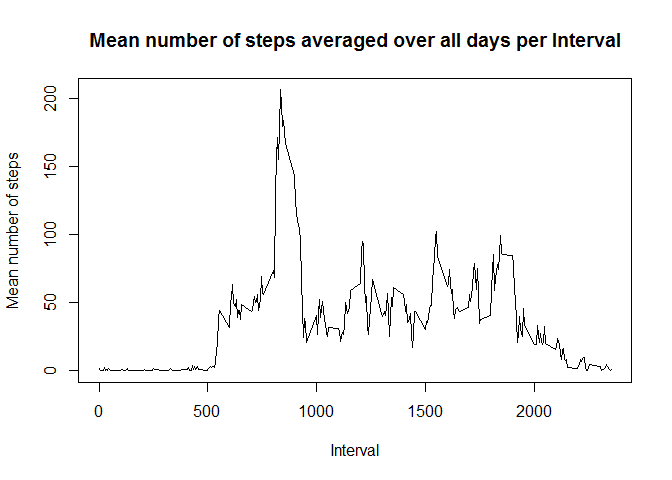 Mean number of steps averaged over all days per Interval
Mean number of steps
200
150
100
50
0
0 500 1000 1500 2000
Interval